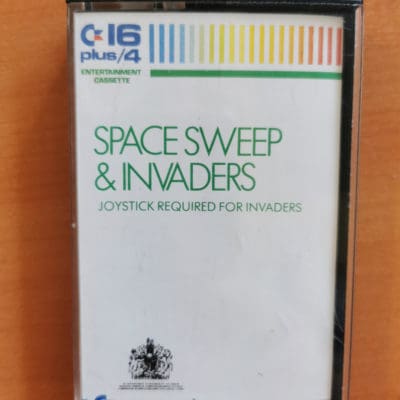 C16
plus/4
ENTERTAINMENT
CASSETTE
SPACE SWEEP
& INVADERS
JOYSTICK REQUIRED FOR INVADERS